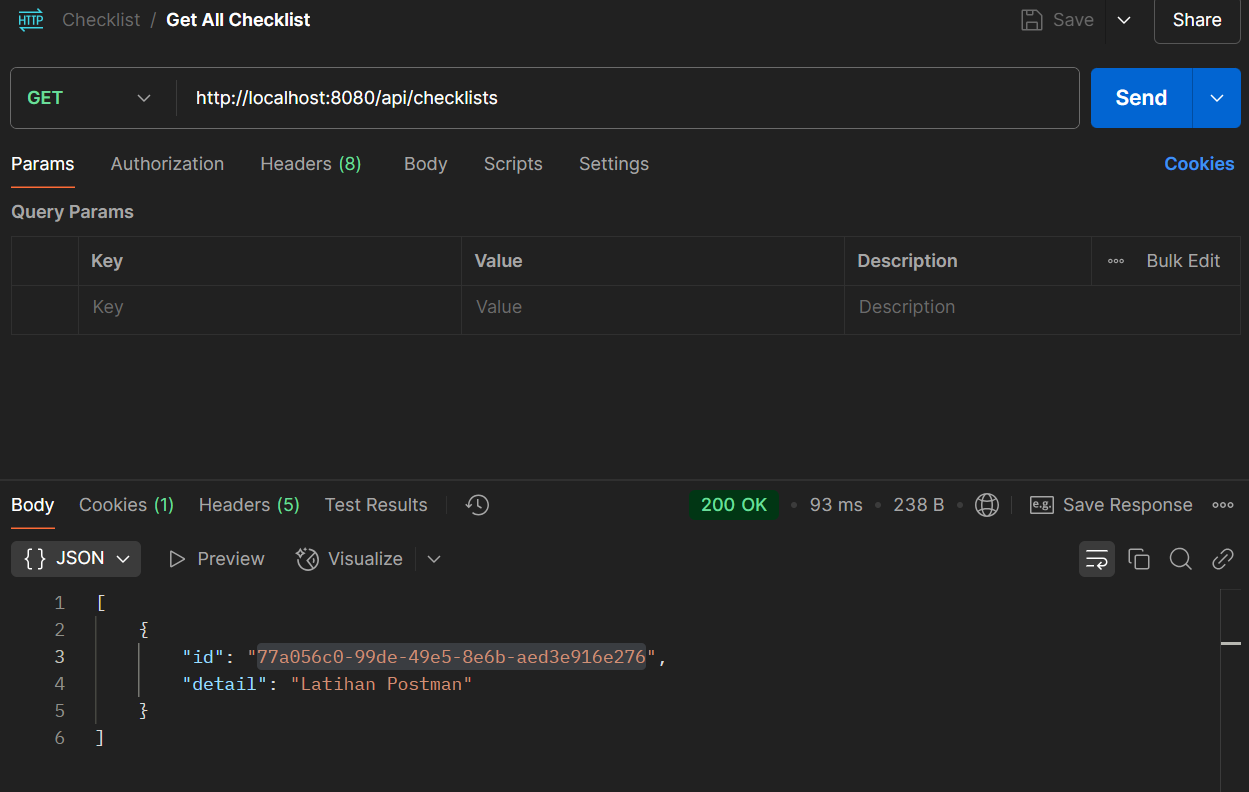 HTTP Checklist / Get All Checklist Save Share
GET http://localhost:8080/api/checklists Send
Params Authorization Headers (8) Body Scripts Settings Cookies
Query Params
Key Value Description Bulk Edit
Key Value Description
Body Cookies (1) Headers (5) Test Results 200 OK • 93 ms • 238 B • e.g. Save Response
{} JSON Preview Visualize
1 [
2 {
3 "id": "77a056c0-99de-49e5-8e6b-aed3e916e276",
4 "detail": "Latihan Postman"
5 }
6 ]